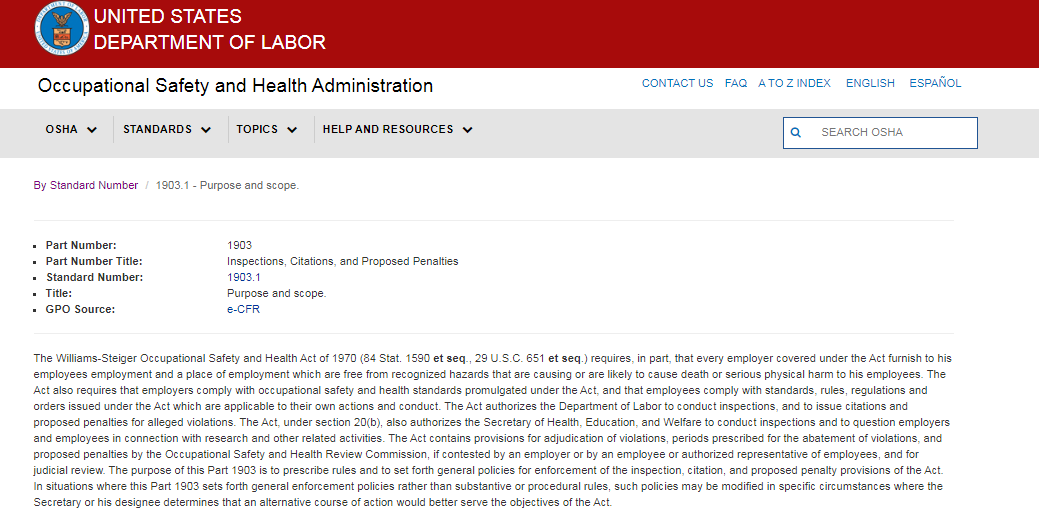 UNITED STATES
DEPARTMENT OF LABOR
Occupational Safety and Health Administration
CONTACT US FAQ A TO Z INDEX ENGLISH ESPAÑOL
OSHA STANDARDS TOPICS HELP AND RESOURCES
SEARCH OSHA
By Standard Number / 1903.1 - Purpose and scope.
Part Number: 1903
Part Number Title: Inspections, Citations, and Proposed Penalties
Standard Number: 1903.1
Title: Purpose and scope.
GPO Source: e-CFR
The Williams-Steiger Occupational Safety and Health Act of 1970 (84 Stat. 1590 et seq., 29 U.S.C. 651 et seq.) requires, in part, that every employer covered under the Act furnish to his
employees employment and a place of employment which are free from recognized hazards that are causing or are likely to cause death or serious physical harm to his employees. The
Act also requires that employers comply with occupational safety and health standards promulgated under the Act, and that employees comply with standards, rules, regulations and
orders issued under the Act which are applicable to their own actions and conduct. The Act authorizes the Department of Labor to conduct inspections, and to issue citations and
proposed penalties for alleged violations. The Act, under section 20(b), also authorizes the Secretary of Health, Education, and Welfare to conduct inspections and to question employers
and employees in connection with research and other related activities. The Act contains provisions for adjudication of violations, periods prescribed for the abatement of violations, and
proposed penalties by the Occupational Safety and Health Review Commission, if contested by an employer or by an employee or authorized representative of employees, and for
judicial review. The purpose of this Part 1903 is to prescribe rules and to set forth general policies for enforcement of the inspection, citation, and proposed penalty provisions of the Act.
In situations where this Part 1903 sets forth general enforcement policies rather than substantive or procedural rules, such policies may be modified in specific circumstances where the
Secretary or his designee determines that an alternative course of action would better serve the objectives of the Act.